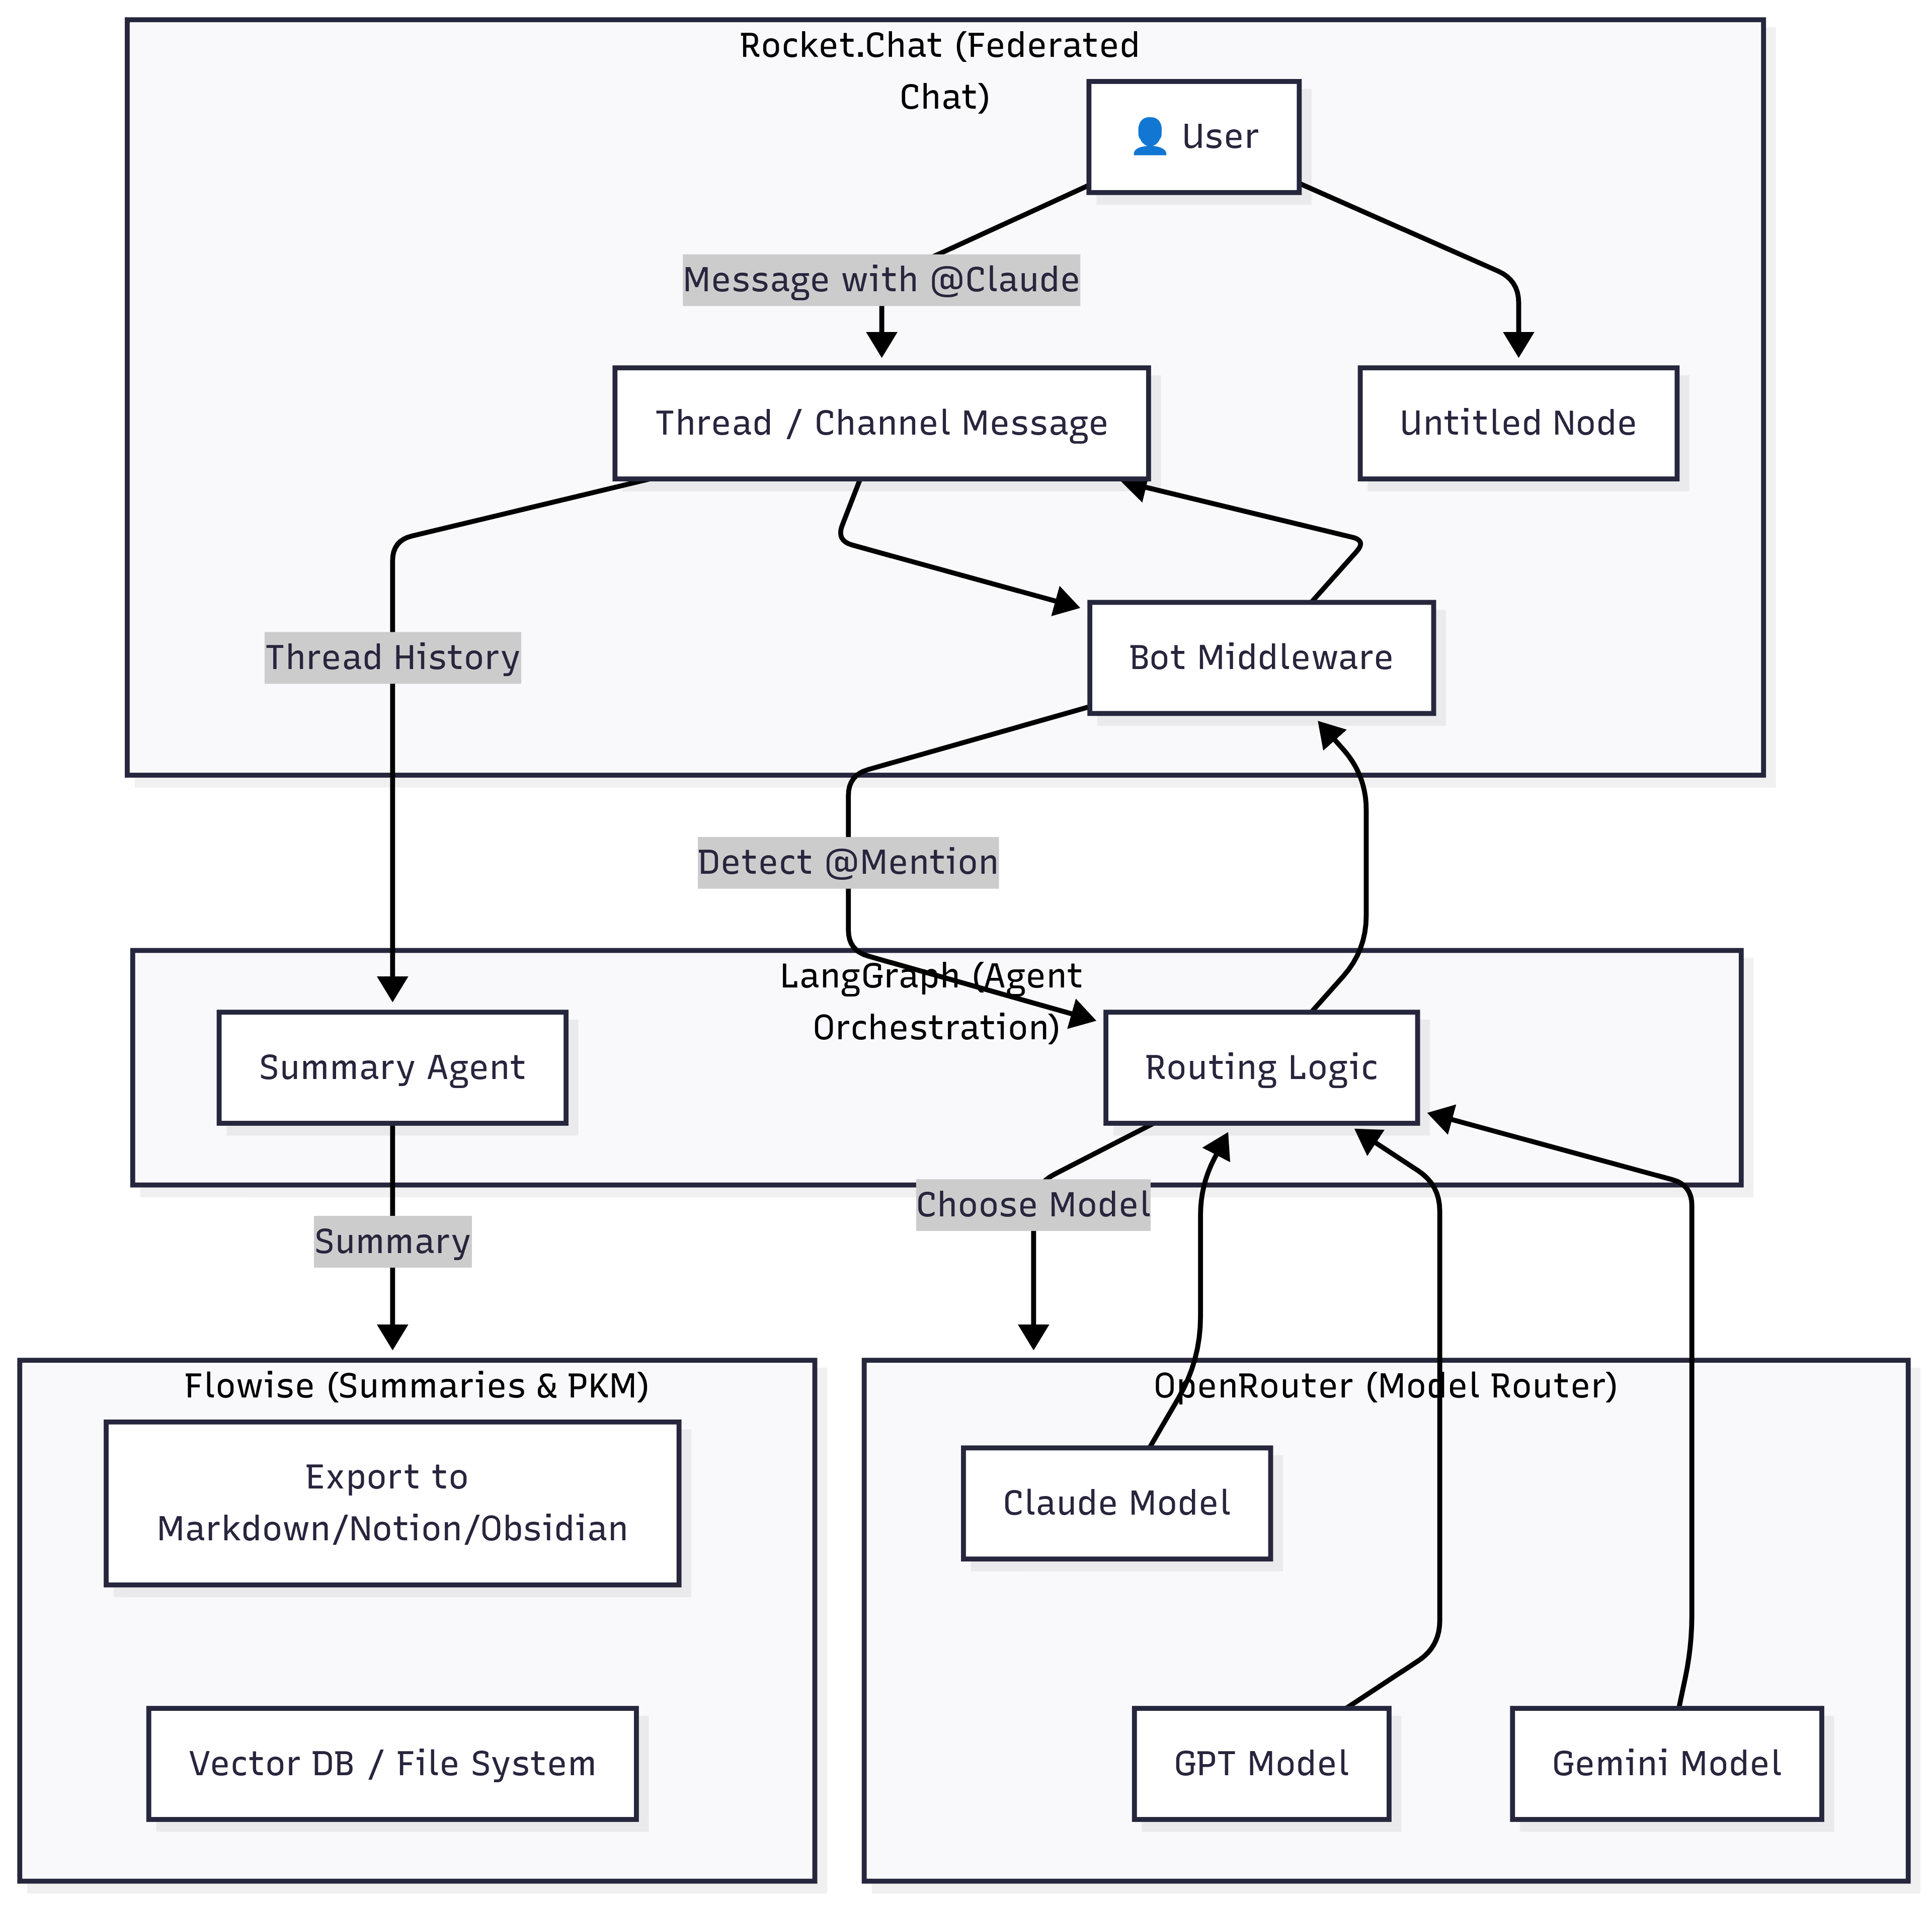 Rocket.Chat (Federated
Chat)
User
Message with @Claude
Thread / Channel Message
Untitled Node
Thread History
Bot Middleware
Detect @Mention
LangGraph (Agent
Orchestration)
Summary Agent
Routing Logic
Choose Model
Summary
Flowise (Summaries & PKM)
Export to
Markdown/Notion/Obsidian
Vector DB / File System
OpenRouter (Model Router)
Claude Model
GPT Model
Gemini Model